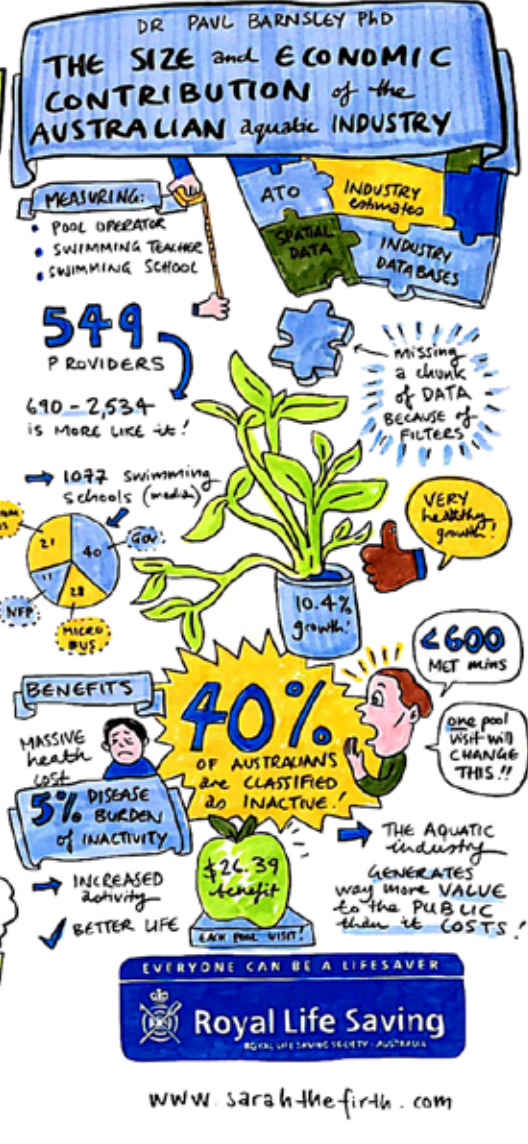 DR PAUL BARNSLEY PhD
THE SIZE and ECONOMIC
CONTRIBUTION of the
AUSTRALIAN aquatic INDUSTRY
MEASURING:
• POOL OPERATOR
• SWIMMING TEACHER
• SWIMMING SCHOOL
ATO
INDUSTRY
estimates
SPATIAL
DATA
INDUSTRY
DATABASES
549
PROVIDERS
690 - 2,534
is MORE LIKE it!
missing
a chunk
of DATA
BECAUSE of
FILTERS
→ 1077 swimming
schools (media)
21
40
11
28
GOV
NFP
MICRO
BUS
VERY
healthy
growth!
10.4%
growth!
<600
MET mins
one pool
visit will
CHANGE
THIS!!
BENEFITS
MASSIVE
heath
cost
5% DISEASE
BURDEN
of INACTIVITY
40%
OF AUSTRALIANS
are CLASSIFIED
as INACTIVE!
→ INCREASED
activity
✓ BETTER LIFE
$26.39
benefit
EACH POOL VISIT!
→ THE AQUATIC
industry
GENERATES
way more VALUE
to the PUBLIC
than it COSTS!
EVERYONE CAN BE A LIFESAVER
Royal Life Saving
ROYAL LIFE SAVING SOCIETY - AUSTRALIA
www.sarahthefirth.com